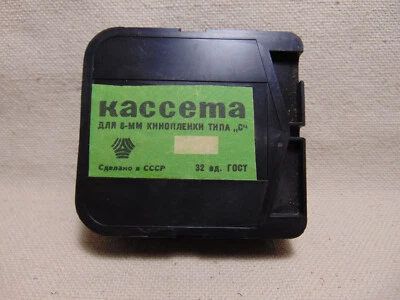 кассета
ДЛЯ 8-ММ КИНОПЛЕНКИ ТИПА „С“
Сделано в СССР 32 ед. ГОСТ